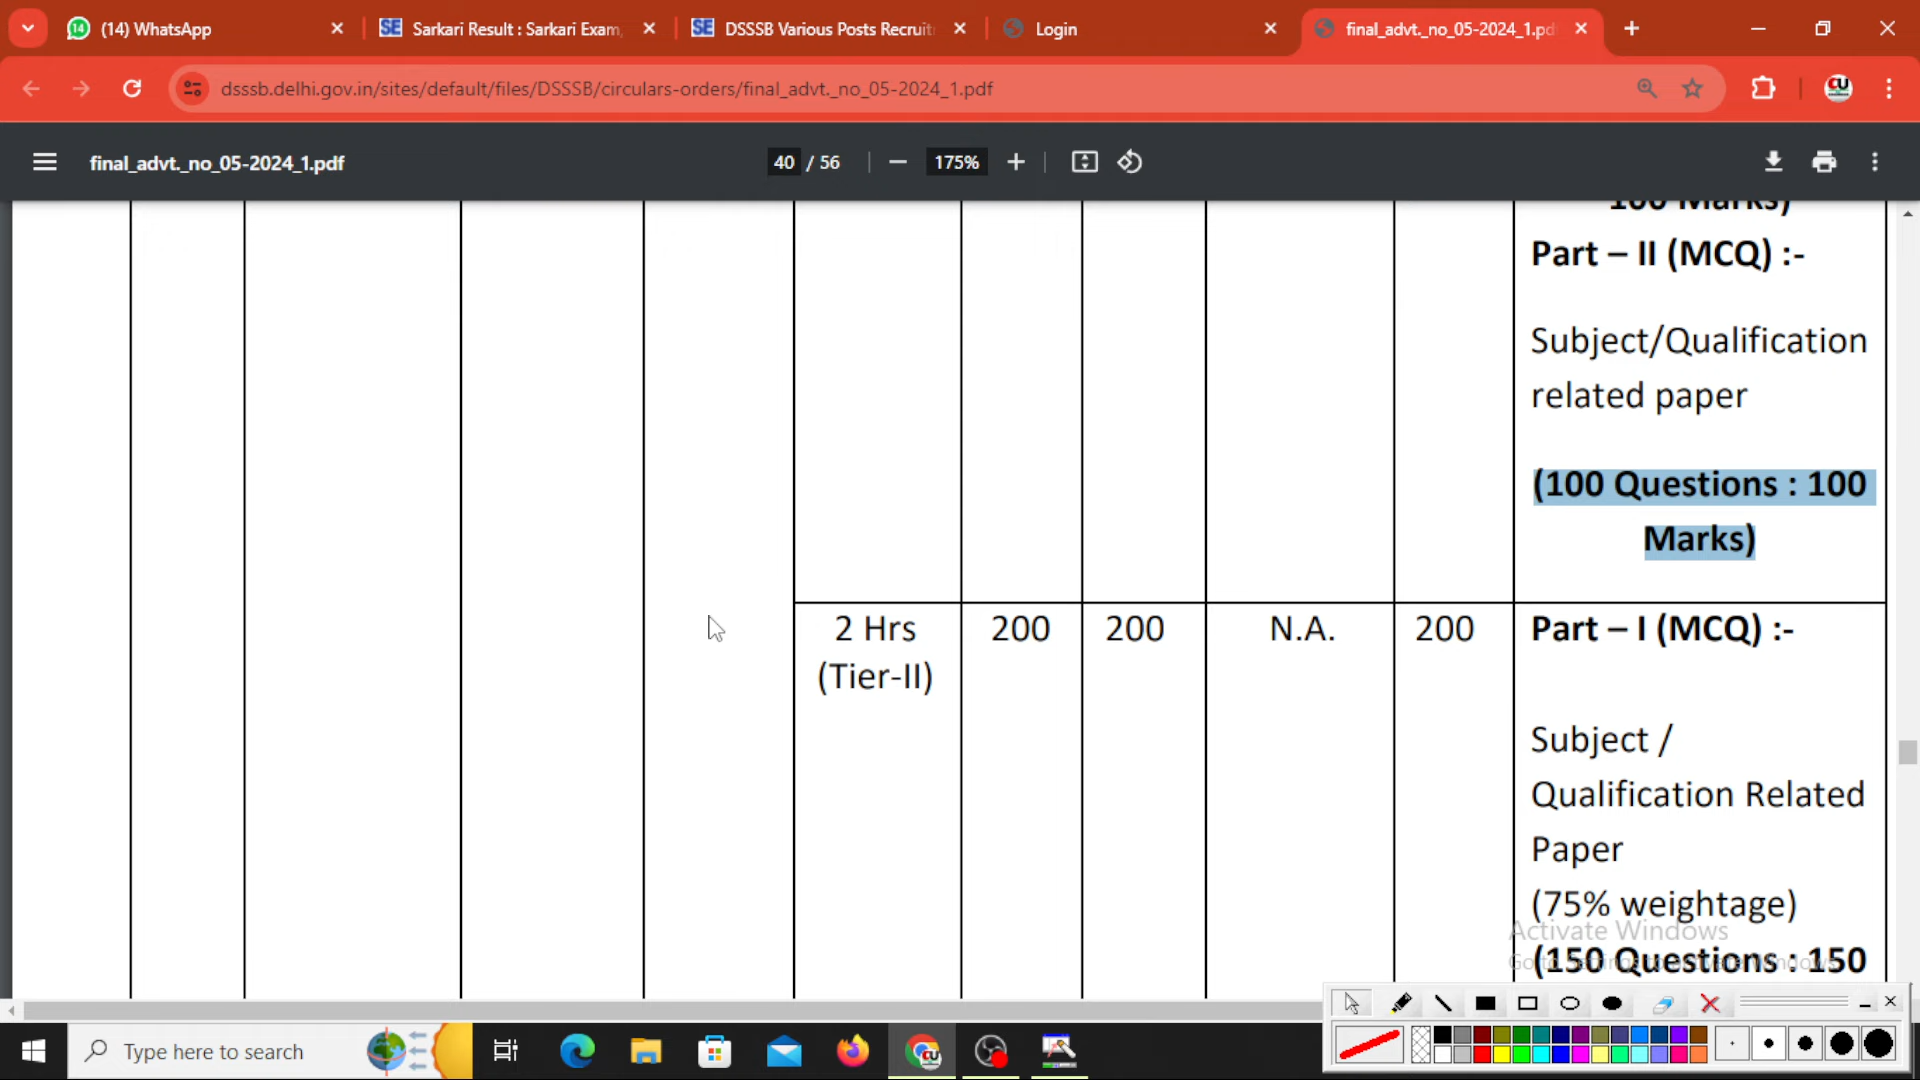 (14) WhatsApp
Sarkari Result : Sarkari Exam,
DSSSB Various Posts Recruit
Login
final_advt._no_05-2024_1.pd
dsssb.delhi.gov.in/sites/default/files/DSSSB/circulars-orders/final_advt._no_05-2024_1.pdf
final_advt._no_05-2024_1.pdf
40 / 56
175%
100 Marks)
Part – II (MCQ) :-
Subject/Qualification
related paper
(100 Questions : 100
Marks)
2 Hrs
(Tier-II)
200
200
N.A.
200
Part – I (MCQ) :-
Subject /
Qualification Related
Paper
(75% weightage)
Activate Windows
(150 Questions : 150
Type here to search